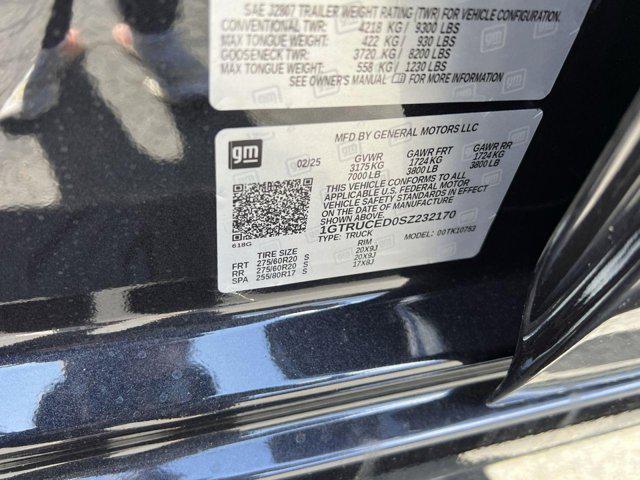 SAE J2807 TRAILER WEIGHT RATING (TWR) FOR VEHICLE CONFIGURATION.
CONVENTIONAL TWR: 4218 KG / 9300 LBS
MAX TONGUE WEIGHT: 422 KG / 930 LBS
GOOSENECK TWR: 3720 KG / 8200 LBS
MAX TONGUE WEIGHT: 558 KG / 1230 LBS
SEE OWNER'S MANUAL FOR MORE INFORMATION
MFD BY GENERAL MOTORS LLC
gm 02/25 GVWR GAWR FRT GAWR RR
3175 KG 1724 KG 1724 KG
7000 LB 3800 LB 3800 LB
THIS VEHICLE CONFORMS TO ALL
APPLICABLE U.S. FEDERAL MOTOR
VEHICLE SAFETY STANDARDS IN EFFECT
ON THE DATE OF MANUFACTURE
SHOWN ABOVE.
1GTRUCED0SZ232170
618G TYPE: TRUCK MODEL: 00TK10753
TIRE SIZE RIM
FRT 275/60R20 S 20X9J
RR 275/60R20 S 20X9J
SPA 255/80R17 S 17X8J